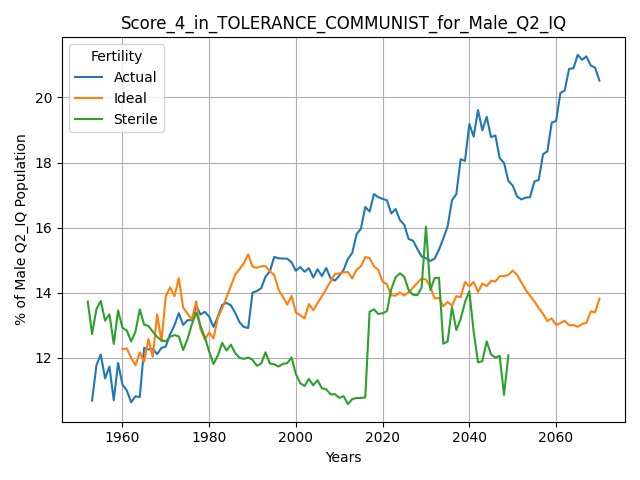 Score_4_in_TOLERANCE_COMMUNIST_for_Male_Q2_IQ
Fertility
Actual
Ideal
Sterile
% of Male Q2_IQ Population
20
18
16
14
12
1960 1980 2000 2020 2040 2060
Years